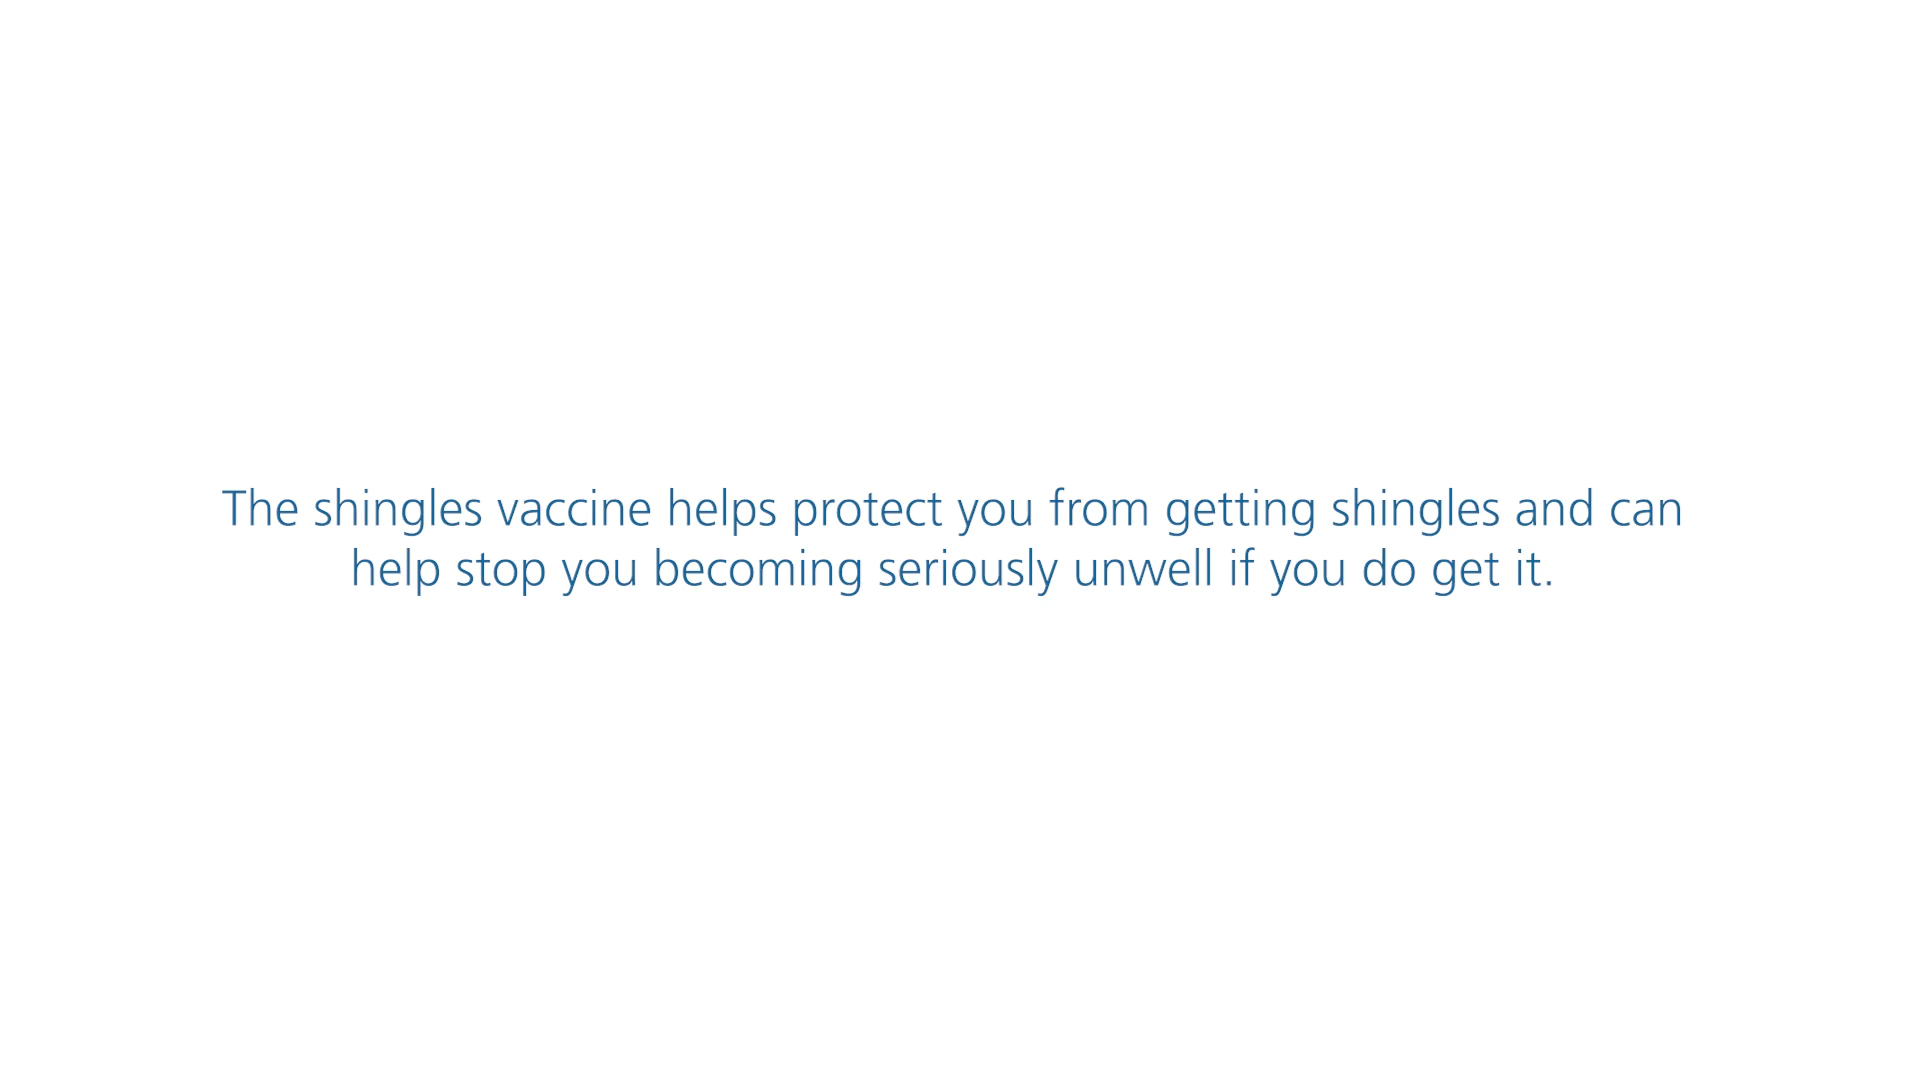 The shingles vaccine helps protect you from getting shingles and can
help stop you becoming seriously unwell if you do get it.